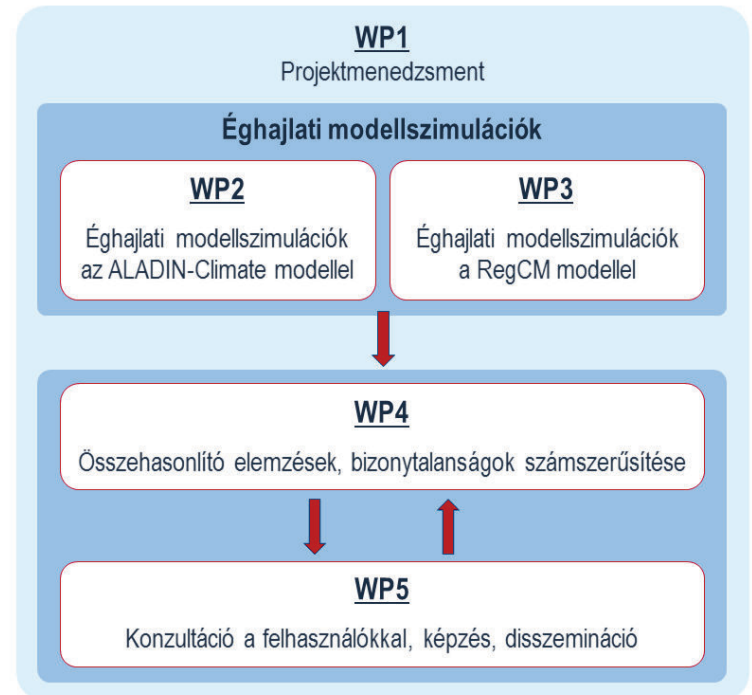 WP1
Projektmenedzsment
Éghajlati modellszimulációk
WP2
Éghajlati modellszimulációk
az ALADIN-Climate modellel
WP3
Éghajlati modellszimulációk
a RegCM modellel
WP4
Összehasonlító elemzések, bizonytalanságok számszerűsítése
WP5
Konzultáció a felhasználókkal, képzés, disszemináció